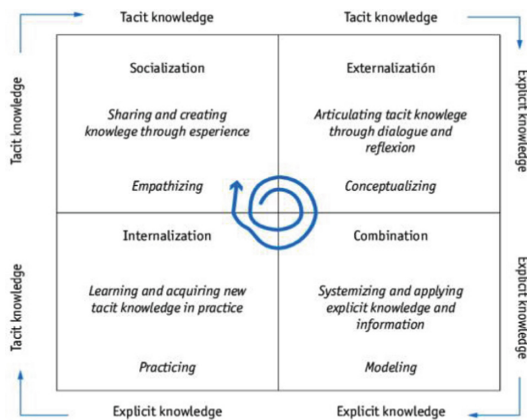 Tacit knowledge
Tacit knowledge
Tacit knowledge
Explicit knowledge
Socialization
Sharing and creating
knowlege through esperience
Empathizing
Externalizatión
Articulating tacit knowlege
through dialogue and
reflexion
Conceptualizing
Tacit knowledge
Explicit knowledge
Internalization
Learning and acquiring new
tacit knowledge in practice
Practicing
Combination
Systemizing and applying
explicit knowledge and
information
Modeling
Explicit knowledge
Explicit knowledge